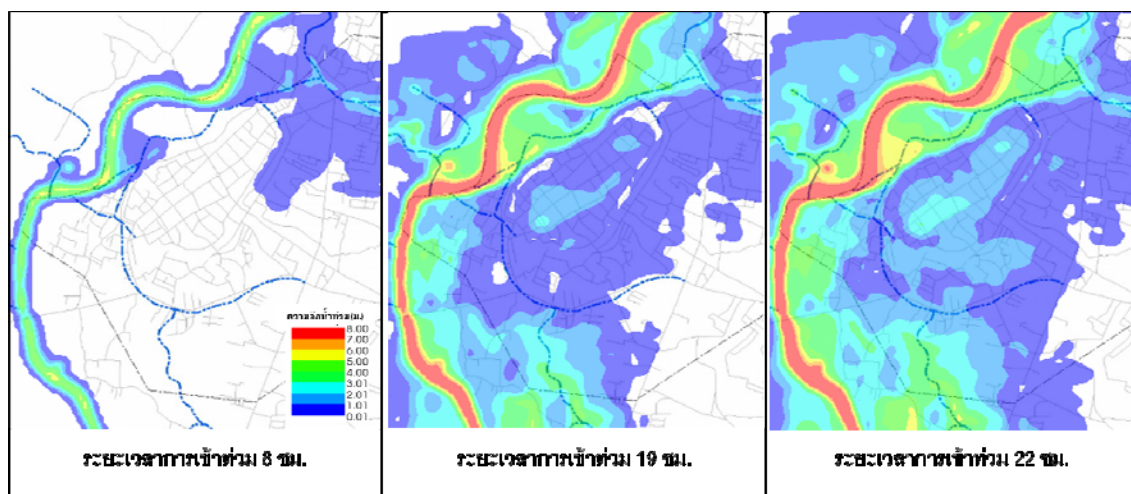 ความลึกน้ำท่วม(ม.)
8.00
7.00
6.00
5.00
4.00
3.01
2.01
1.01
0.01
ระยะเวลาการเข้าท่วม 8 ชม.
ระยะเวลาการเข้าท่วม 19 ชม.
ระยะเวลาการเข้าท่วม 22 ชม.